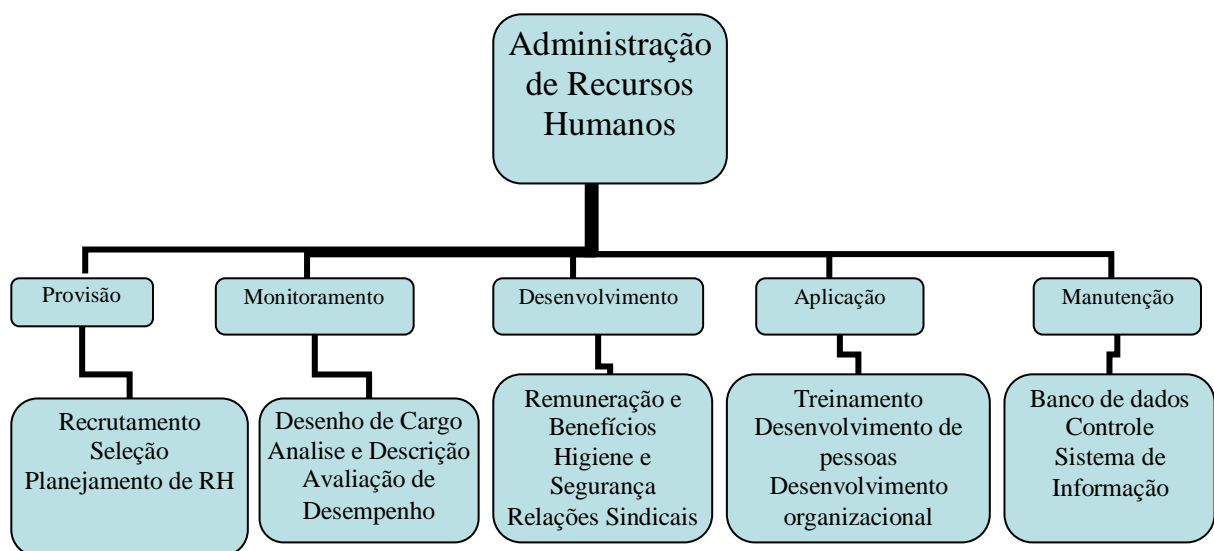 Administração
de Recursos
Humanos
Provisão
Monitoramento
Desenvolvimento
Aplicação
Manutenção
Recrutamento
Seleção
Planejamento de RH
Desenho de Cargo
Analise e Descrição
Avaliação de
Desempenho
Remuneração e
Benefícios
Higiene e
Segurança
Relações Sindicais
Treinamento
Desenvolvimento de
pessoas
Desenvolvimento
organizacional
Banco de dados
Controle
Sistema de
Informação